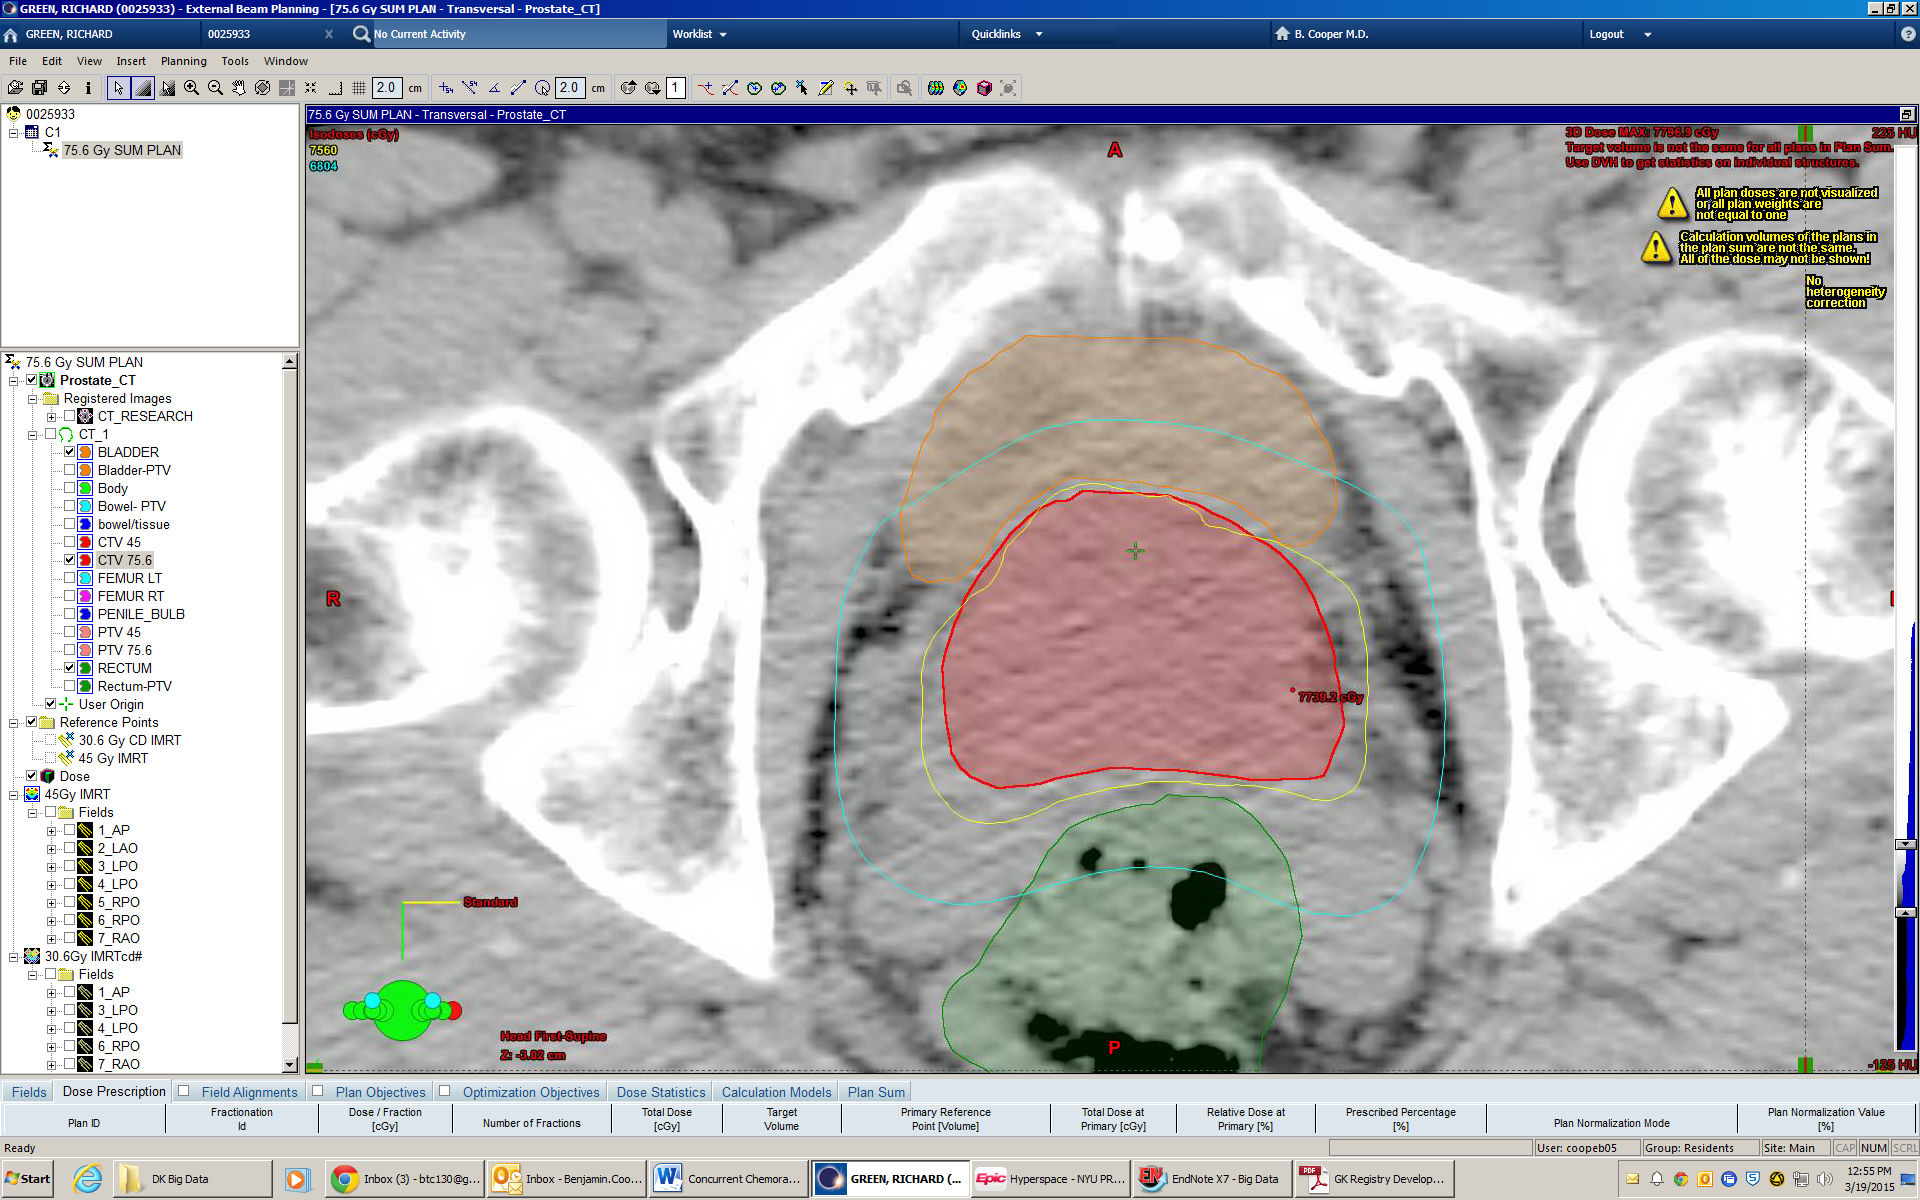 GREEN, RICHARD (0025933) - External Beam Planning - [75.6 Gy SUM PLAN - Transversal - Prostate_CT]
GREEN, RICHARD
0025933
X
No Current Activity
Worklist
Quicklinks
B. Cooper M.D.
Logout
?
File Edit View Insert Planning Tools Window
2.0 cm
2.0 cm
1
0025933
C1
75.6 Gy SUM PLAN
75.6 Gy SUM PLAN
Prostate_CT
Registered Images
CT_RESEARCH
CT_1
BLADDER
Bladder-PTV
Body
Bowel- PTV
bowel/tissue
CTV 45
CTV 75.6
FEMUR LT
FEMUR RT
PENILE_BULB
PTV 45
PTV 75.6
RECTUM
Rectum-PTV
User Origin
Reference Points
30.6 Gy CD IMRT
45 Gy IMRT
Dose
45Gy IMRT
Fields
1_AP
2_LAO
3_LPO
4_LPO
5_RPO
6_RPO
7_RAO
30.6Gy IMRTcd#
Fields
1_AP
3_LPO
4_LPO
6_RPO
7_RAO
75.6 Gy SUM PLAN - Transversal - Prostate_CT
Isodoses (cGy)
7560
6804
A
3D Dose MAX: 7796.9 cGy
Target volume is not the same for all plans in Plan Sum.
Use DVH to get statistics on individual structures.
225 HU
All plan doses are not visualized
or all plan weights are
not equal to one
Calculation volumes of the plans in
the plan sum are not the same.
All of the dose may not be shown!
No
heterogeneity
correction
R
7739.2 cGy
Standard
Head First-Supine
Z: -3.02 cm
P
-125 HU
Fields Dose Prescription Field Alignments Plan Objectives Optimization Objectives Dose Statistics Calculation Models Plan Sum
Plan ID
Fractionation
Id
Dose / Fraction
[cGy]
Number of Fractions
Total Dose
[cGy]
Target
Volume
Primary Reference
Point [Volume]
Total Dose at
Primary [cGy]
Relative Dose at
Primary [%]
Prescribed Percentage
[%]
Plan Normalization Mode
Plan Normalization Value
[%]
Ready
User: coopeb05
Group: Residents
Site: Main
CAP
NUM
SCRL
Start
DK Big Data
Inbox (3) - btc130@g...
Inbox - Benjamin.Coo...
Concurrent Chemora...
GREEN, RICHARD (...
Epic
Hyperspace - NYU PR...
EndNote X7 - Big Data
GK Registry Develop...
12:55 PM
3/19/2015